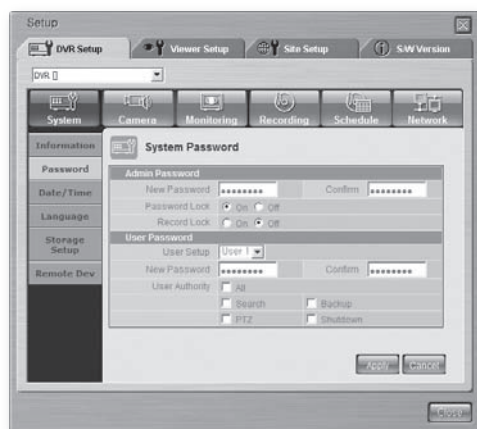 Setup
DVR Setup Viewer Setup Site Setup S/W Version
DVR []
System Camera Monitoring Recording Schedule Network
Information
Password
Date/Time
Language
Storage Setup
Remote Dev
System Password
Admin Password
New Password ******** Confirm ********
Password Lock On Off
Record Lock On Off
User Password
User Setup User 1
New Password ******** Confirm ********
User Authority All
Search Backup
PTZ Shutdown
Apply Cancel
Close